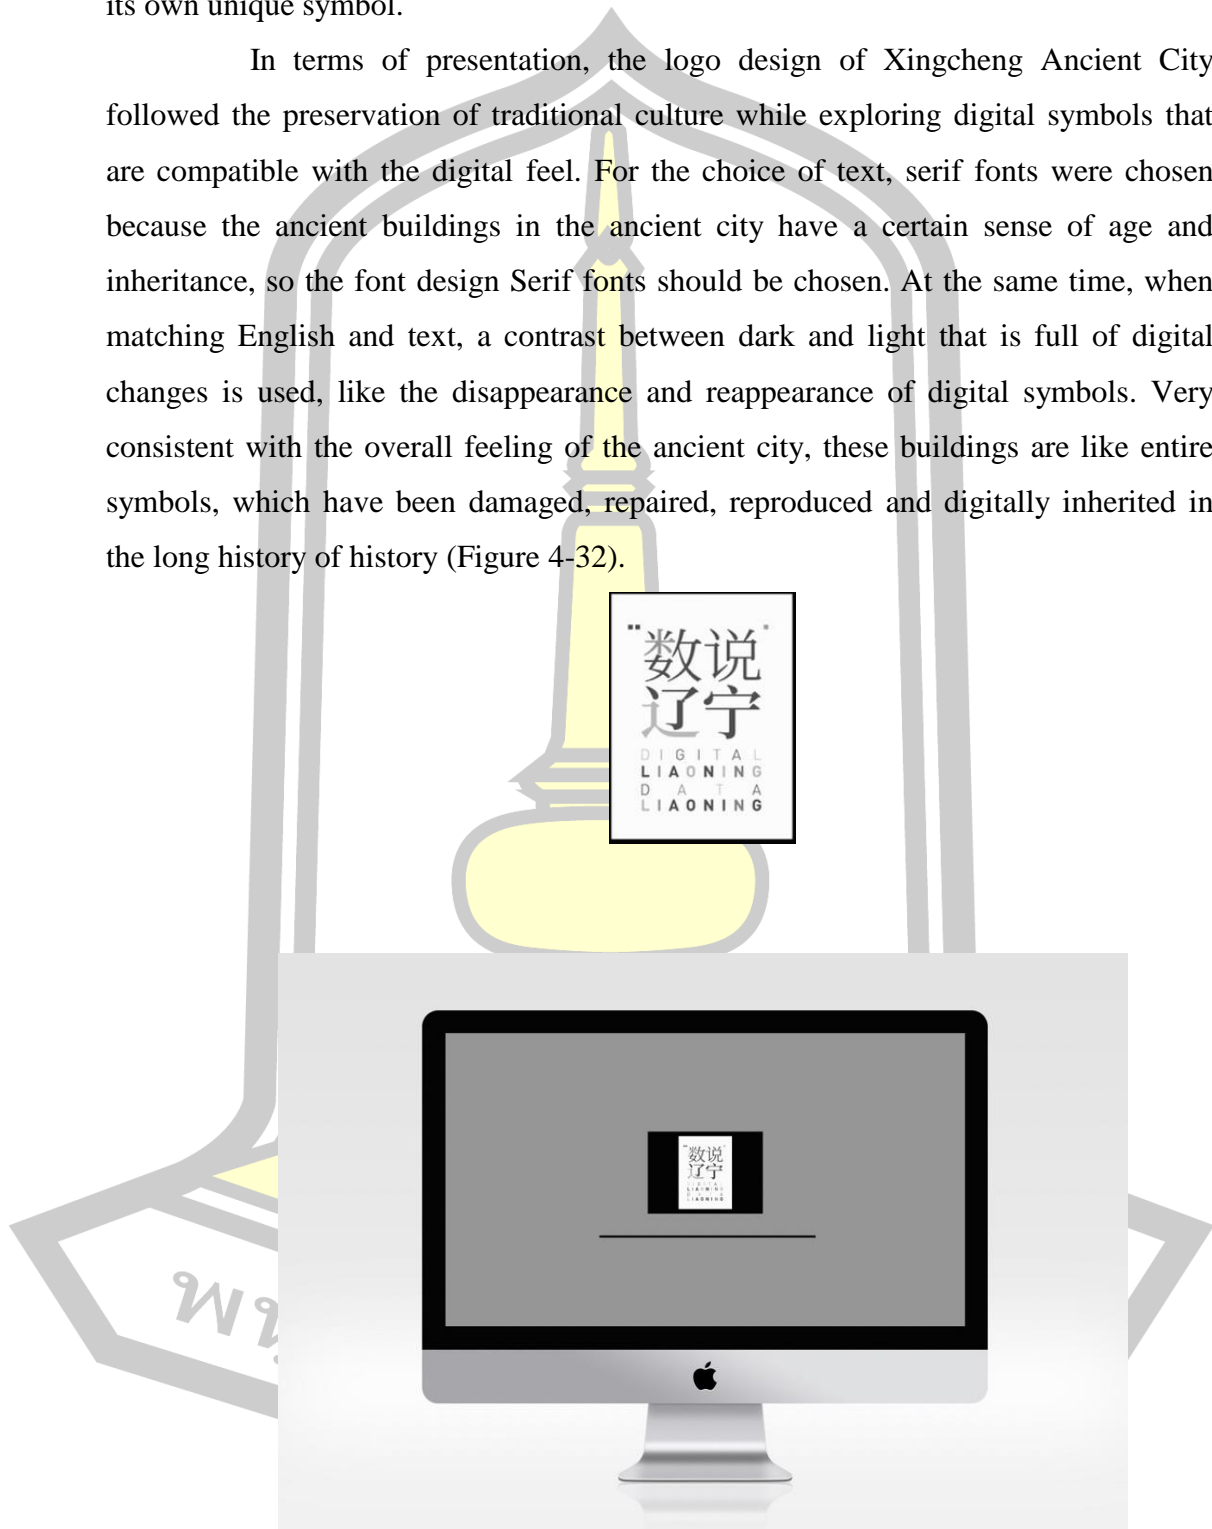 its own unique symbol.
In terms of presentation, the logo design of Xingcheng Ancient City
followed the preservation of traditional culture while exploring digital symbols that
are compatible with the digital feel. For the choice of text, serif fonts were chosen
because the ancient buildings in the ancient city have a certain sense of age and
inheritance, so the font design Serif fonts should be chosen. At the same time, when
matching English and text, a contrast between dark and light that is full of digital
changes is used, like the disappearance and reappearance of digital symbols. Very
consistent with the overall feeling of the ancient city, these buildings are like entire
symbols, which have been damaged, repaired, reproduced and digitally inherited in
the long history of history (Figure 4-32).
数说
辽宁
DIGITAL
LIAONING
DATA
LIAONING
数说
辽宁
DIGITAL
LIAONING
DATA
LIAONING